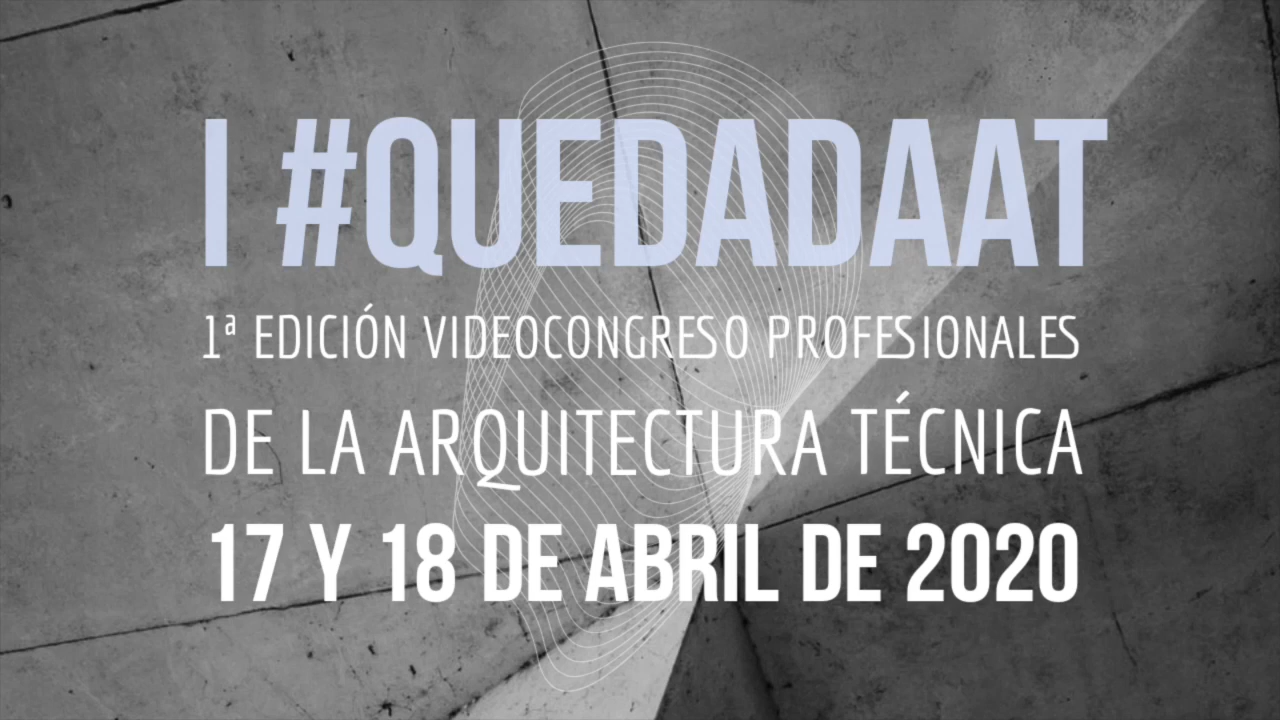 I #QUEDADAAT
1ª EDICIÓN VIDEOCONGRESO PROFESIONALES
DE LA ARQUITECTURA TÉCNICA
17 Y 18 DE ABRIL DE 2020